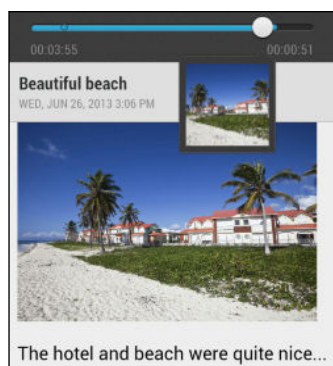 00:03:55 00:00:51
Beautiful beach
WED, JUN 26, 2013 3:06 PM
The hotel and beach were quite nice...